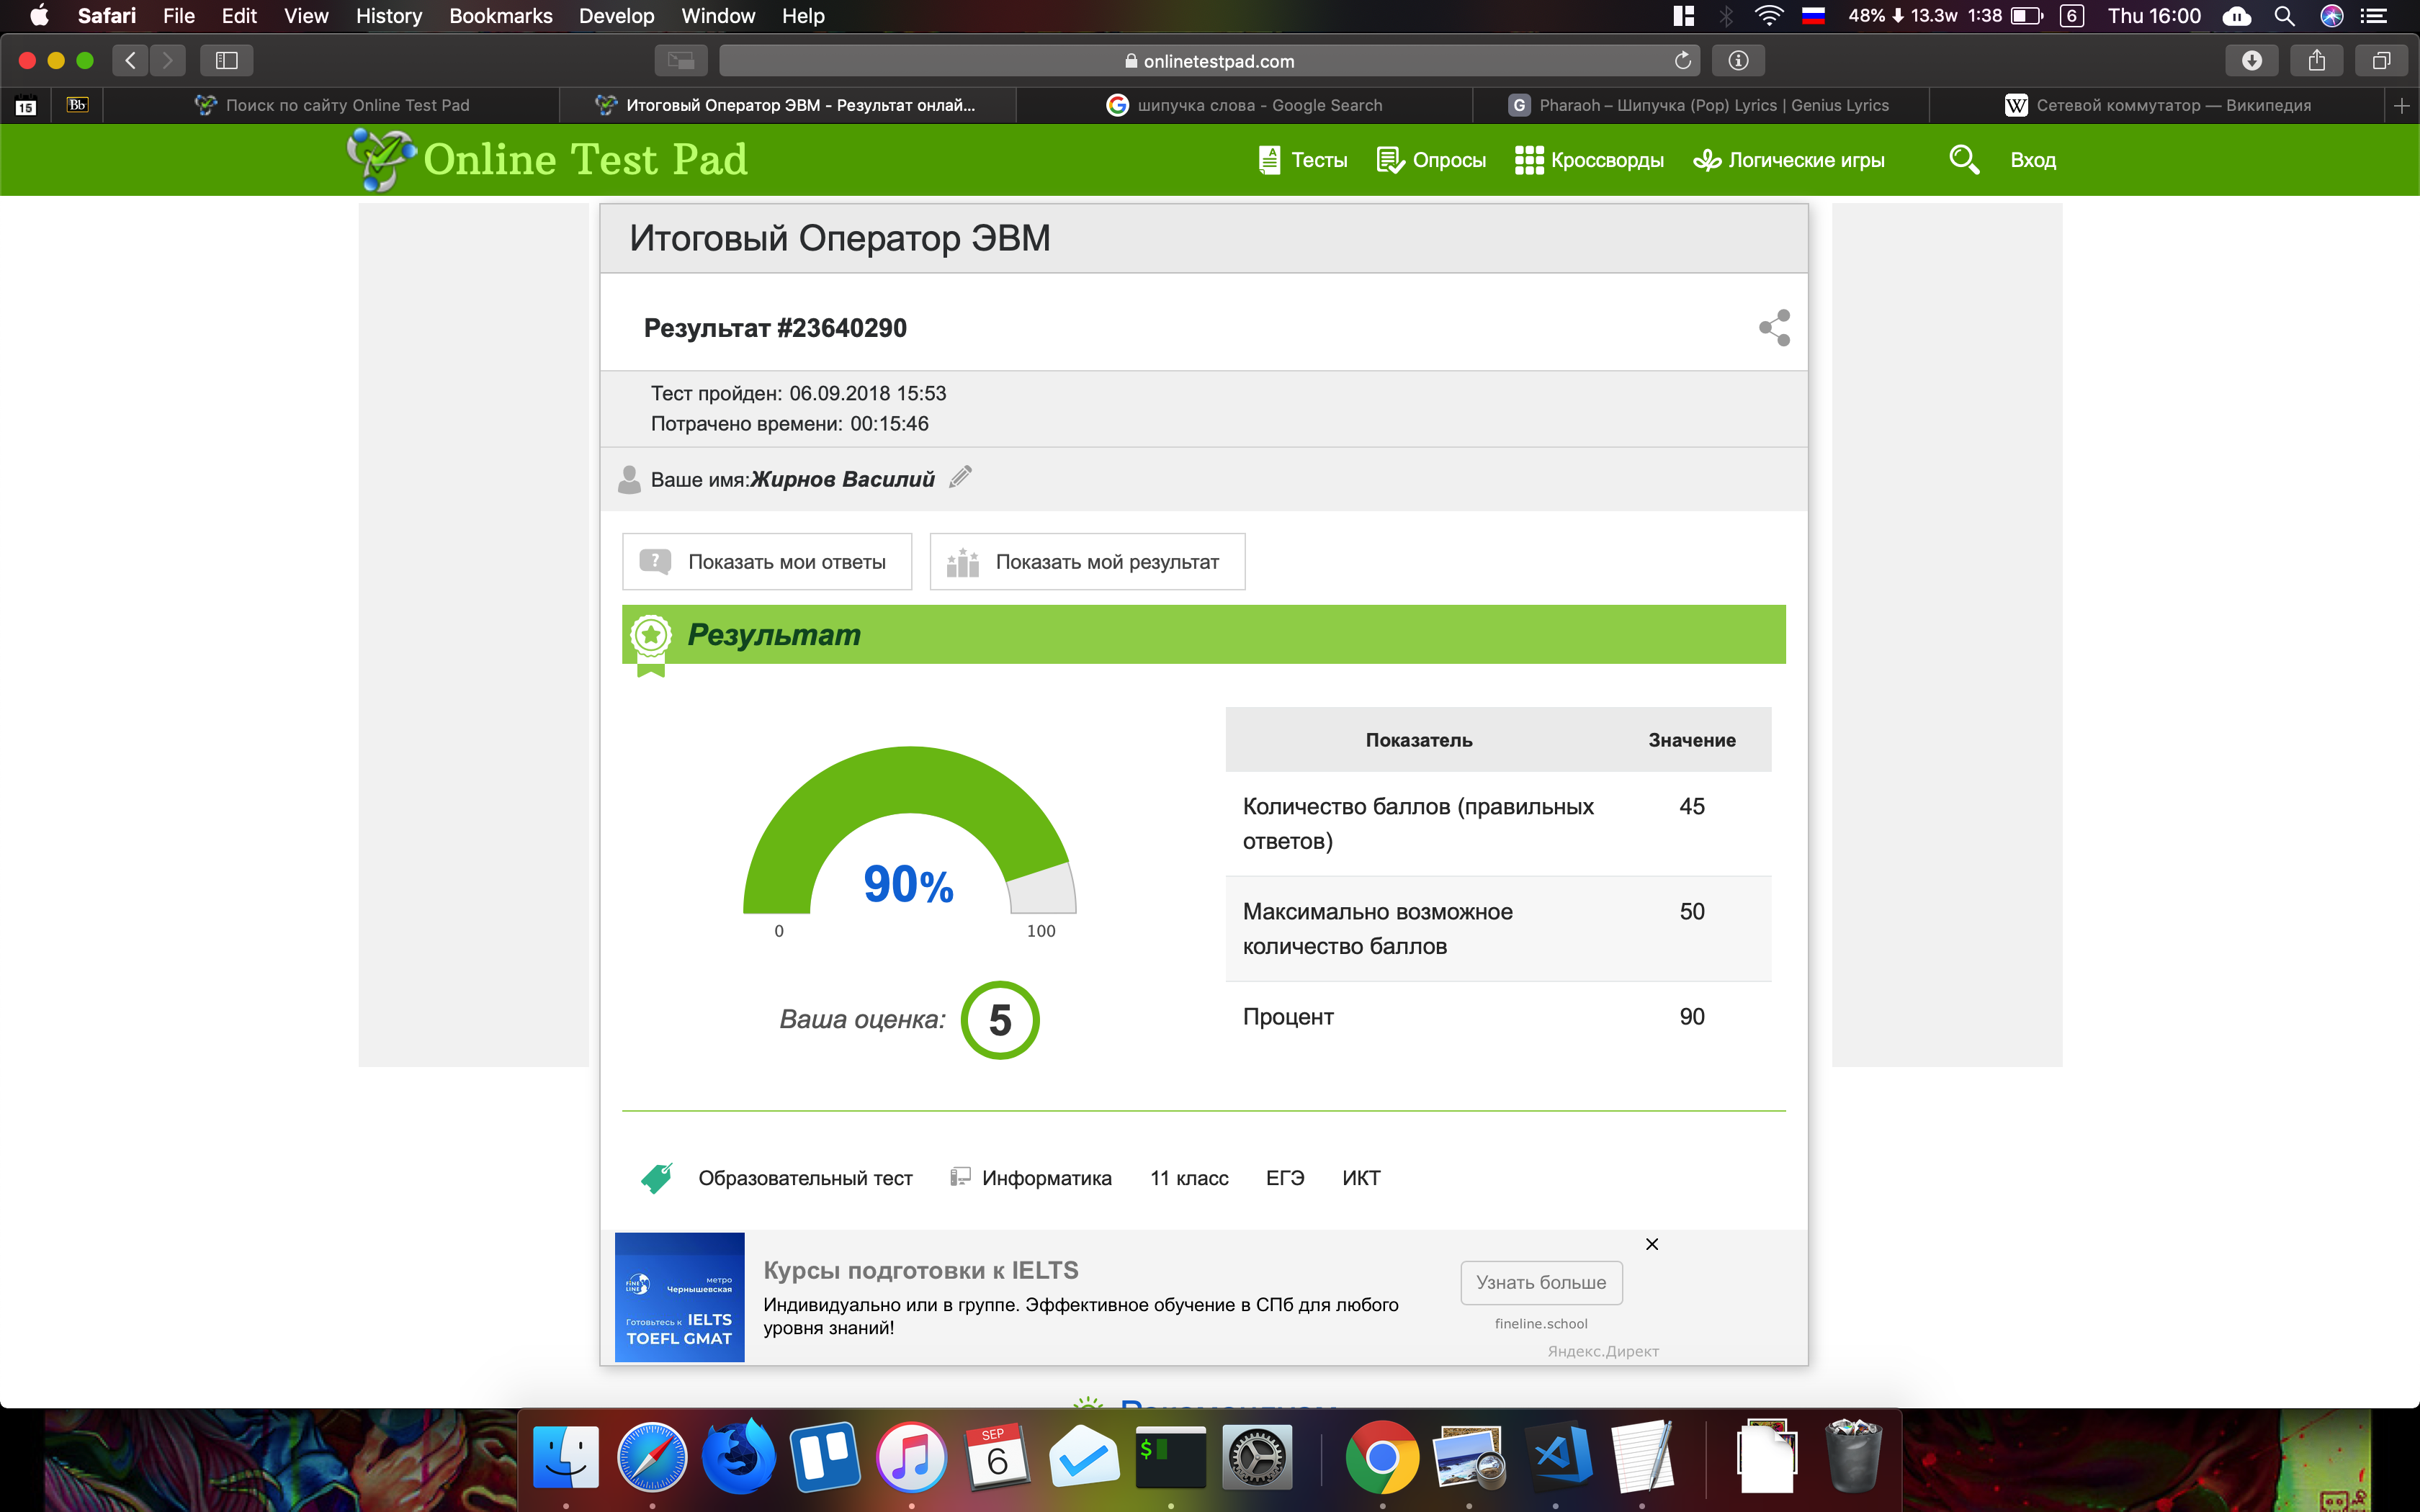 Safari File Edit View History Bookmarks Develop Window Help 48% 13.3w 1:38 6 Thu 16:00
onlinetestpad.com
15 Bb Поиск по сайту Online Test Pad Итоговый Оператор ЭВМ - Результат онлай... G шипучка слова - Google Search G Pharaoh – Шипучка (Pop) Lyrics | Genius Lyrics W Сетевой коммутатор — Википедия
Online Test Pad Тесты Опросы Кроссворды Логические игры Вход
Итоговый Оператор ЭВМ
Результат #23640290
Тест пройден: 06.09.2018 15:53
Потрачено времени: 00:15:46
Ваше имя:Жирнов Василий
Показать мои ответы Показать мой результат
Результат
Показатель Значение
Количество баллов (правильных 45
ответов)
90%
0 100
Максимально возможное 50
количество баллов
Ваша оценка: 5
Процент 90
Образовательный тест Информатика 11 класс ЕГЭ ИКТ
FINE LINE
метро
Чернышевская
Готовьтесь к IELTS
TOEFL GMAT
Курсы подготовки к IELTS
Индивидуально или в группе. Эффективное обучение в СПб для любого
уровня знаний!
Узнать больше
fineline.school
Яндекс.Директ
SEP
6
$